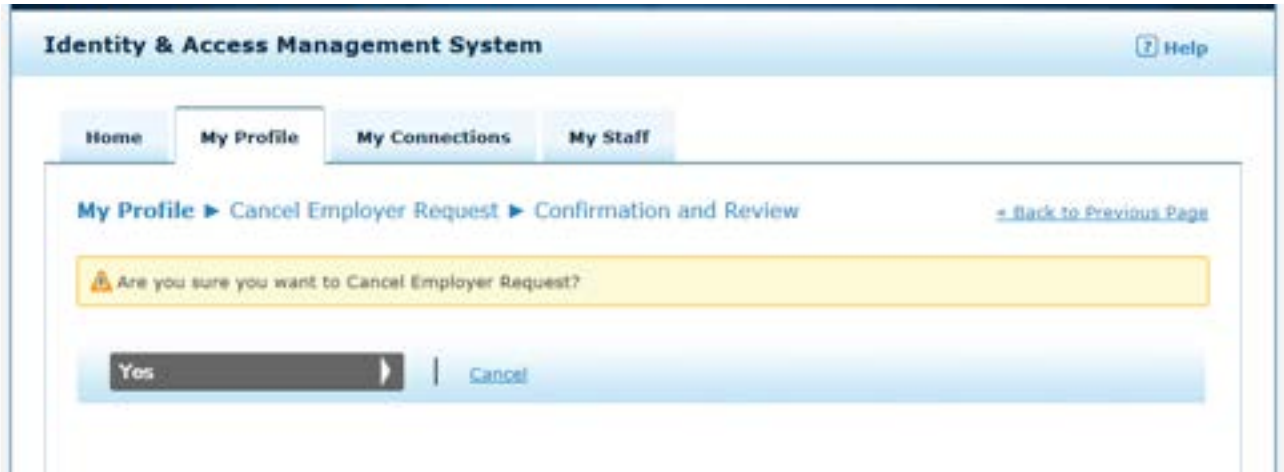 Identity & Access Management System
? Help
Home My Profile My Connections My Staff
My Profile ► Cancel Employer Request ► Confirmation and Review
« Back to Previous Page
Are you sure you want to Cancel Employer Request?
Yes | Cancel